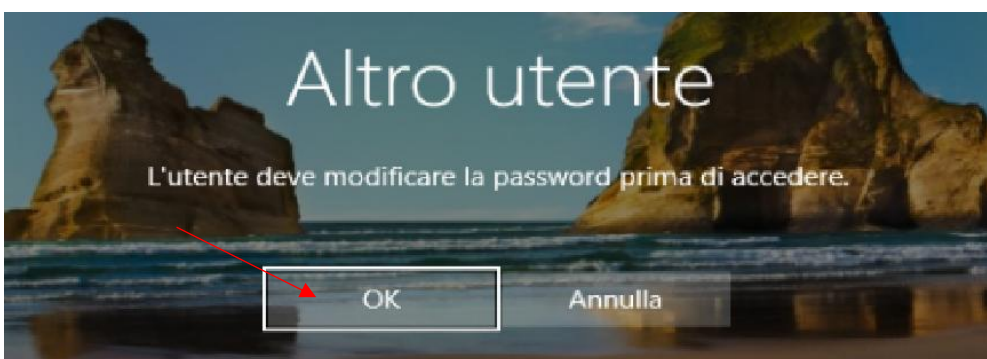 Altro utente
L'utente deve modificare la password prima di accedere.
OK
Annulla